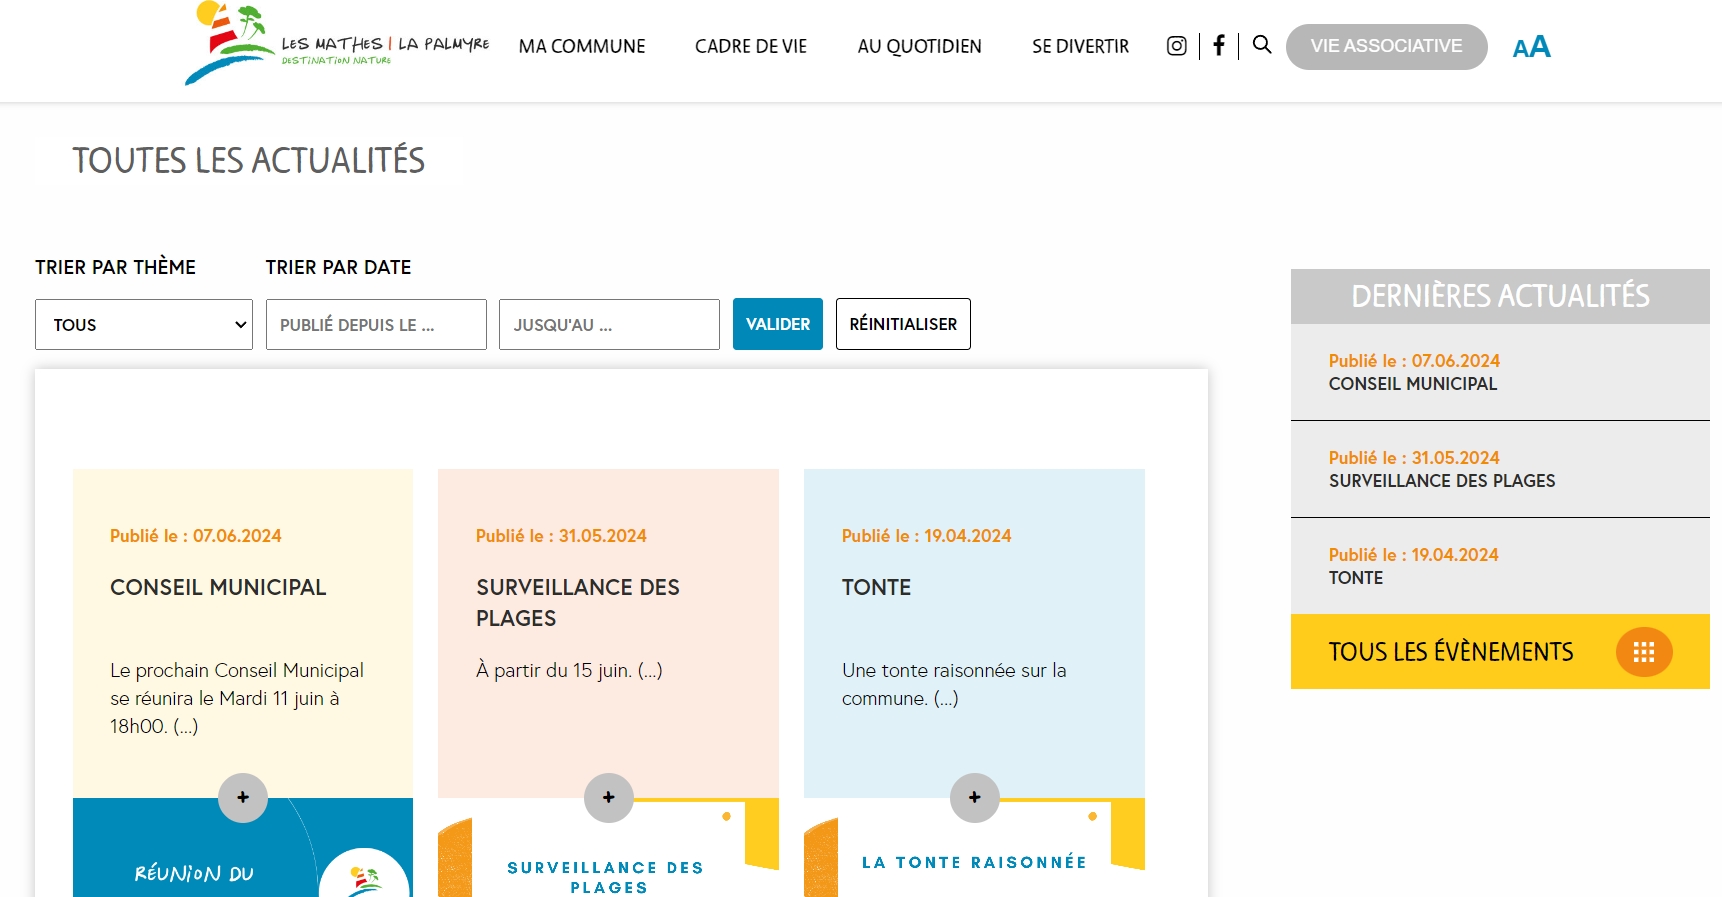 LES MATHES | LA PALMYRE
DESTINATION NATURE
MA COMMUNE
CADRE DE VIE
AU QUOTIDIEN
SE DIVERTIR
VIE ASSOCIATIVE
AA
TOUTES LES ACTUALITÉS
TRIER PAR THÈME
TRIER PAR DATE
TOUS
PUBLIÉ DEPUIS LE ...
JUSQU'AU ...
VALIDER
RÉINITIALISER
Publié le : 07.06.2024
CONSEIL MUNICIPAL
Le prochain Conseil Municipal
se réunira le Mardi 11 juin à
18h00. (...)
+
RÉUNION DU
Publié le : 31.05.2024
SURVEILLANCE DES
PLAGES
À partir du 15 juin. (...)
+
SURVEILLANCE DES
PLAGES
Publié le : 19.04.2024
TONTE
Une tonte raisonnée sur la
commune. (...)
+
LA TONTE RAISONNÉE
DERNIÈRES ACTUALITÉS
Publié le : 07.06.2024
CONSEIL MUNICIPAL
Publié le : 31.05.2024
SURVEILLANCE DES PLAGES
Publié le : 19.04.2024
TONTE
TOUS LES ÉVÈNEMENTS